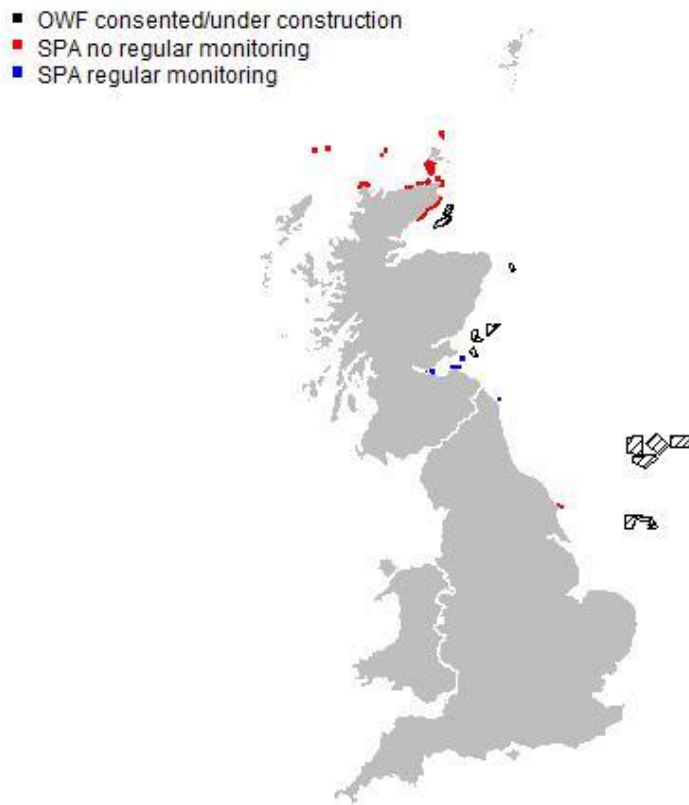 OWF consented/under construction
SPA no regular monitoring
SPA regular monitoring